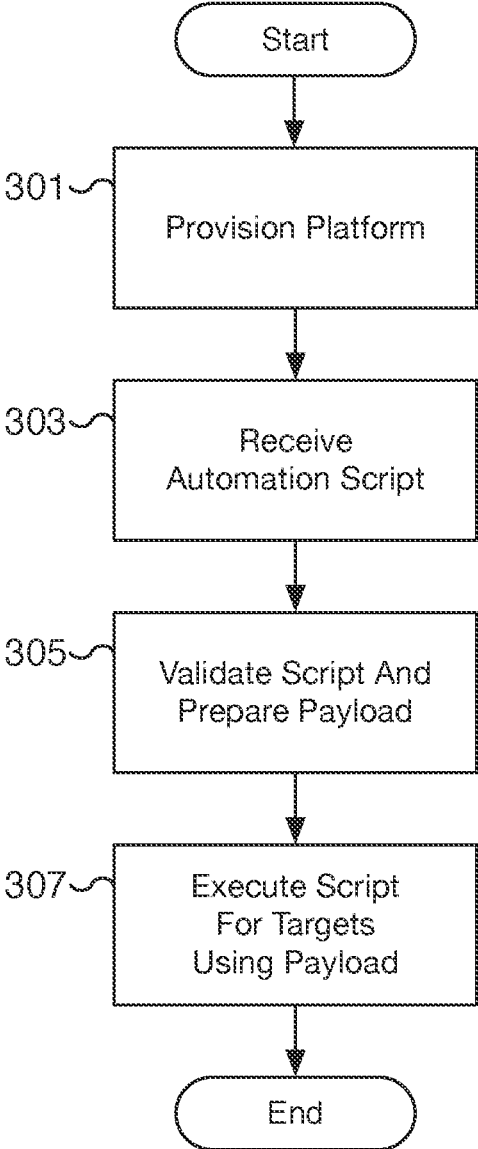 Start
301
Provision Platform
303
Receive
Automation Script
305
Validate Script And
Prepare Payload
307
Execute Script
For Targets
Using Payload
End